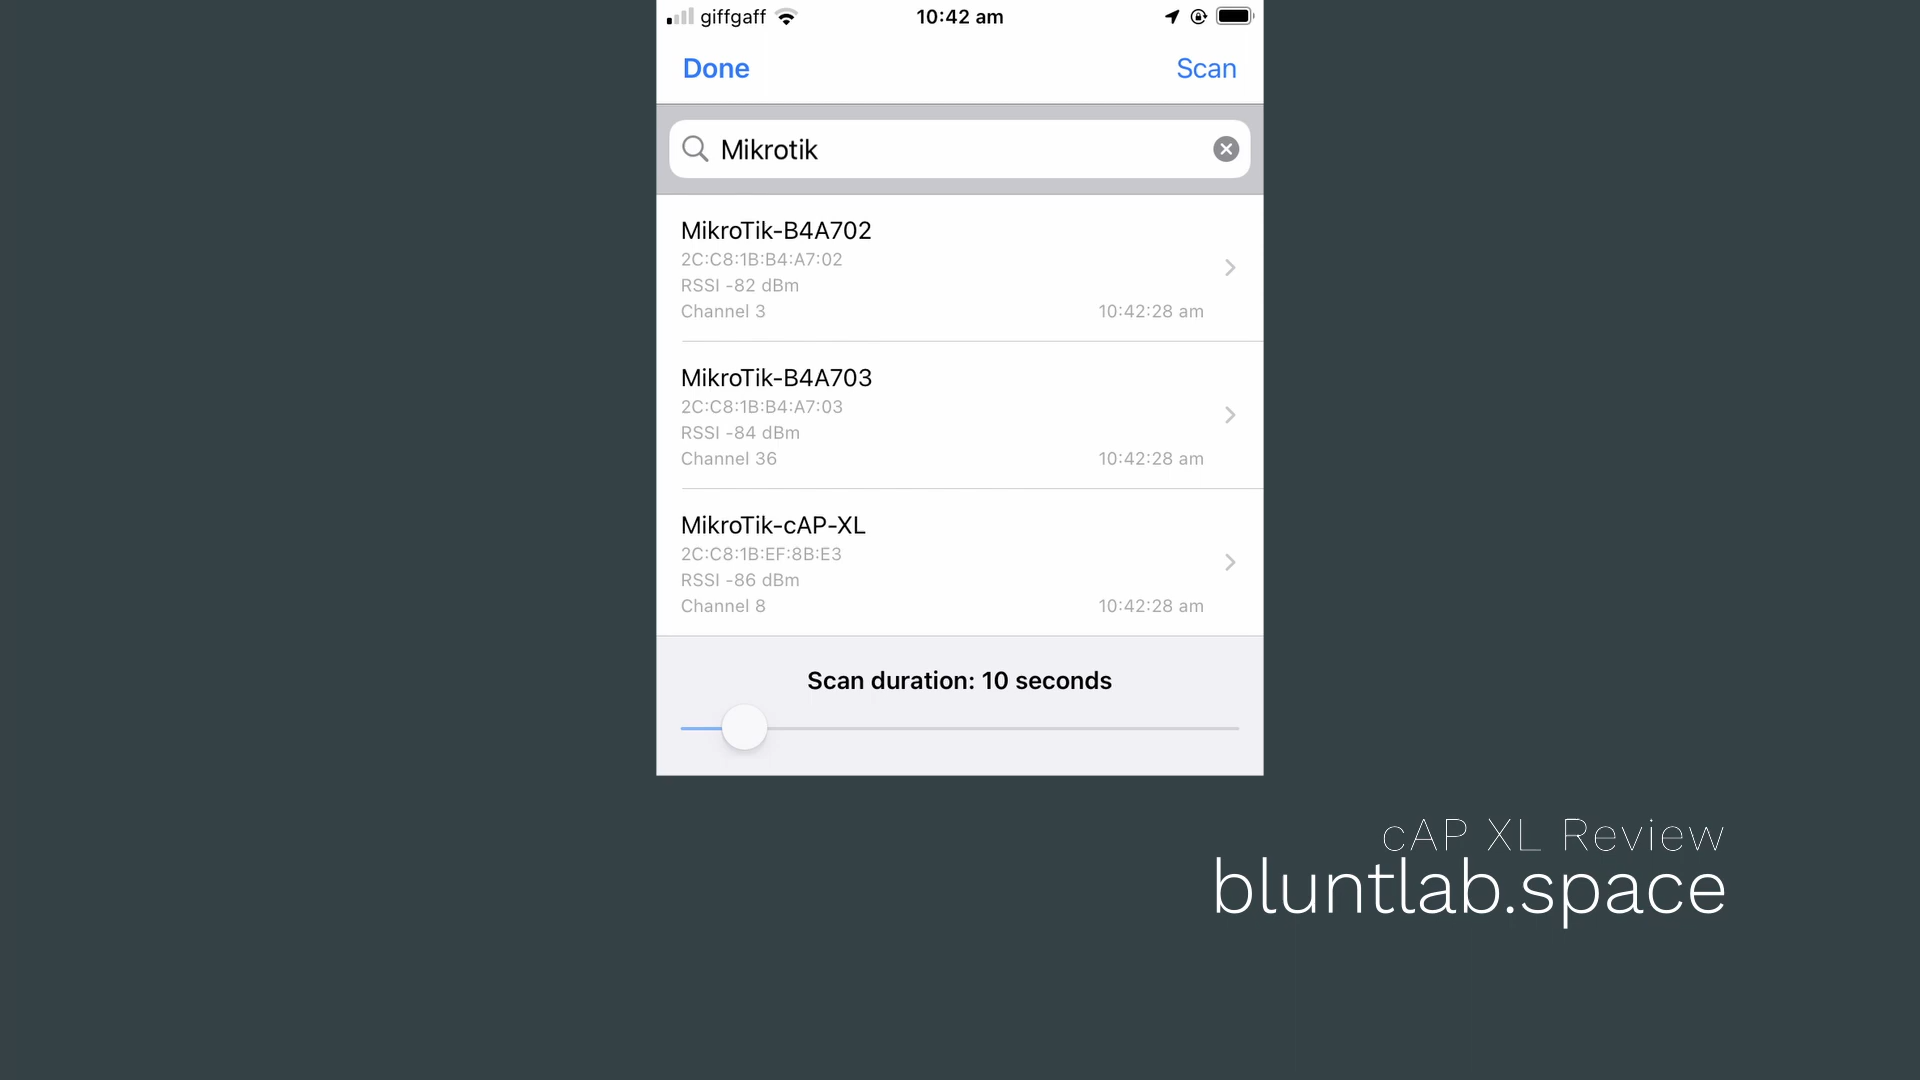 giffgaff 10:42 am
Done Scan
Mikrotik
MikroTik-B4A702
2C:C8:1B:B4:A7:02
RSSI -82 dBm
Channel 3 10:42:28 am
MikroTik-B4A703
2C:C8:1B:B4:A7:03
RSSI -84 dBm
Channel 36 10:42:28 am
MikroTik-cAP-XL
2C:C8:1B:EF:8B:E3
RSSI -86 dBm
Channel 8 10:42:28 am
Scan duration: 10 seconds
cAP XL Review
bluntlab.space